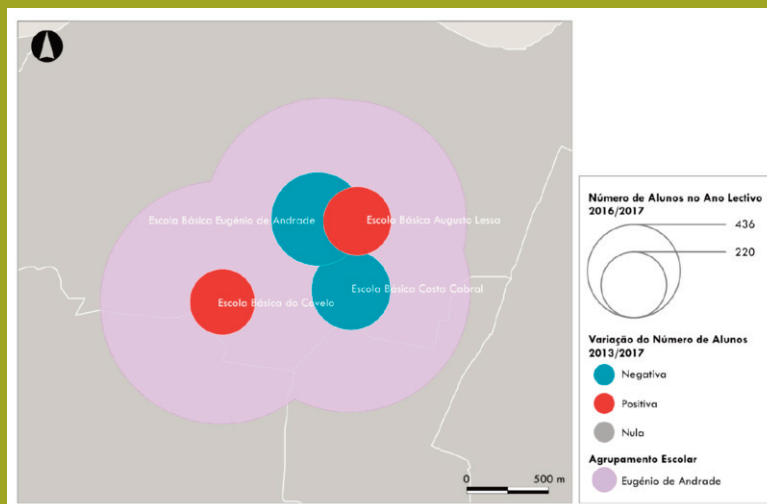 Escola Básica Eugénio de Andrade
Escola Básica Augusto Lessa
Escola Básica do Covelo
Escola Básica Costa Cabral
0 500 m
Número de Alunos no Ano Lectivo
2016/2017
436
220
Variação do Número de Alunos
2013/2017
Negativa
Positiva
Nula
Agrupamento Escolar
Eugénio de Andrade